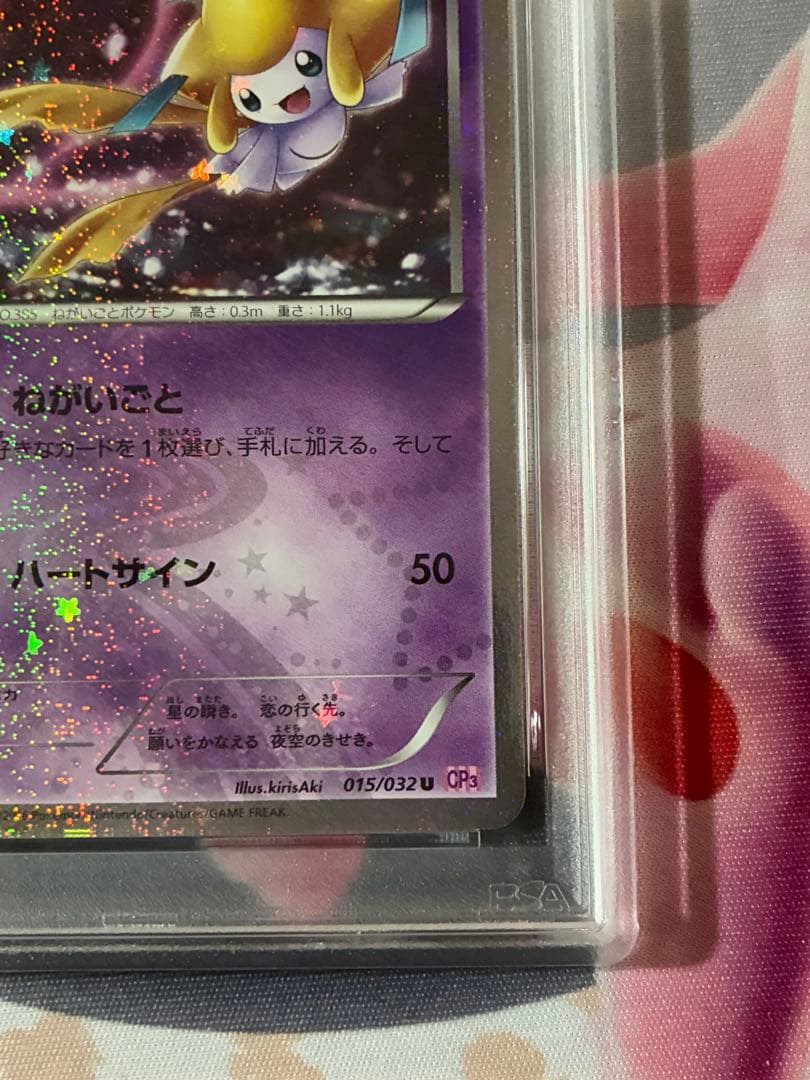 ねがいごとポケモン 高さ：0.3m 重さ：1.1kg
ねがいごと
好きなカードを1枚選び、手札に加える。そして
ハートサイン 50
星の瞬き。 恋の行く先。
願いをかなえる 夜空のきせき。
Illus.kirisAki 015/032 U CP3
Nintendo/Creatures/GAME FREAK
PSA